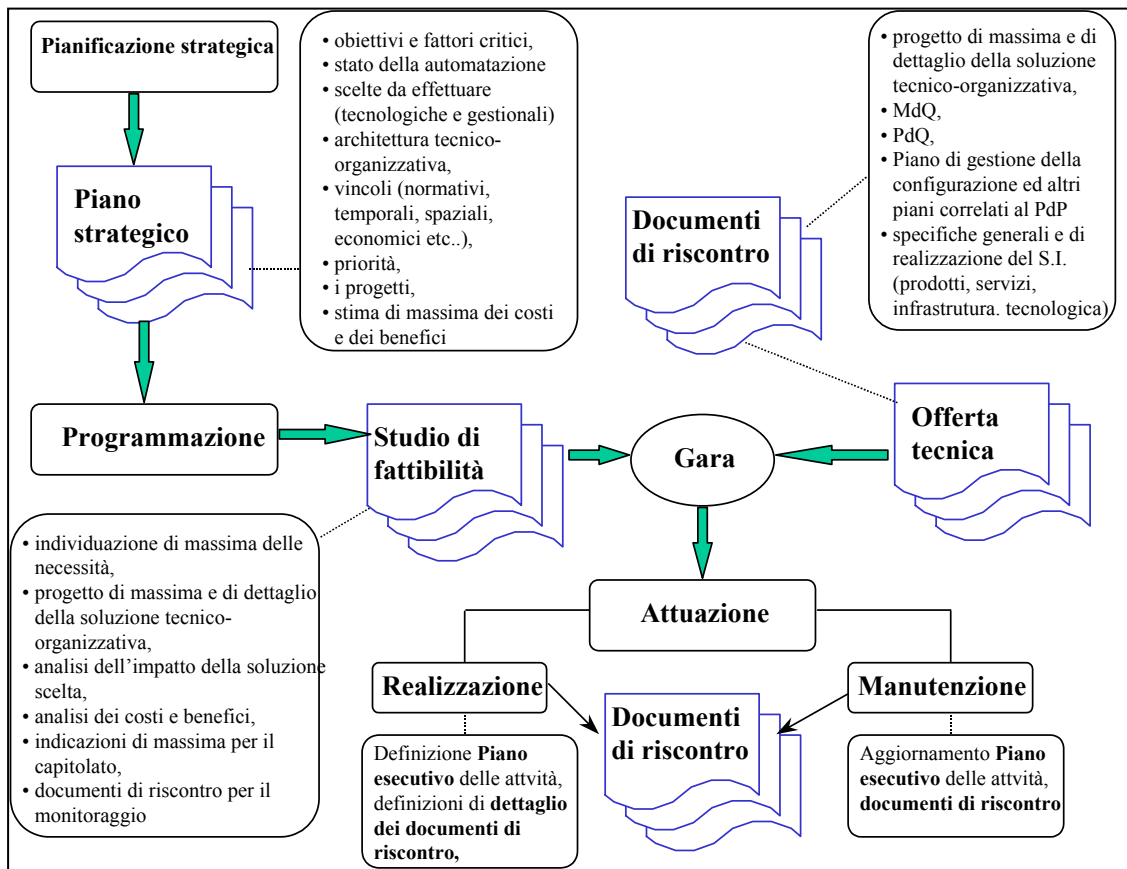 Pianificazione strategica
• obiettivi e fattori critici,
• stato della automatazione
• scelte da effettuare
(tecnologiche e gestionali)
• architettura tecnico-
organizzativa,
• vincoli (normativi,
temporali, spaziali,
economici etc..),
• priorità,
• i progetti,
• stima di massima dei costi
e dei benefici
• progetto di massima e di
dettaglio della soluzione
tecnico-organizzativa,
• MdQ,
• PdQ,
• Piano di gestione della
configurazione ed altri
piani correlati al PdP
• specifiche generali e di
realizzazione del S.I.
(prodotti, servizi,
infrastrutura. tecnologica)
Piano
strategico
Documenti
di riscontro
Programmazione
Studio di
fattibilità
Gara
Offerta
tecnica
• individuazione di massima delle
necessità,
• progetto di massima e di dettaglio
della soluzione tecnico-
organizzativa,
• analisi dell’impatto della soluzione
scelta,
• analisi dei costi e benefici,
• indicazioni di massima per il
capitolato,
• documenti di riscontro per il
monitoraggio
Attuazione
Realizzazione
Documenti
di riscontro
Manutenzione
Definizione Piano
esecutivo delle attvità,
definizioni di dettaglio
dei documenti di
riscontro,
Aggiornamento Piano
esecutivo delle attvità,
documenti di riscontro